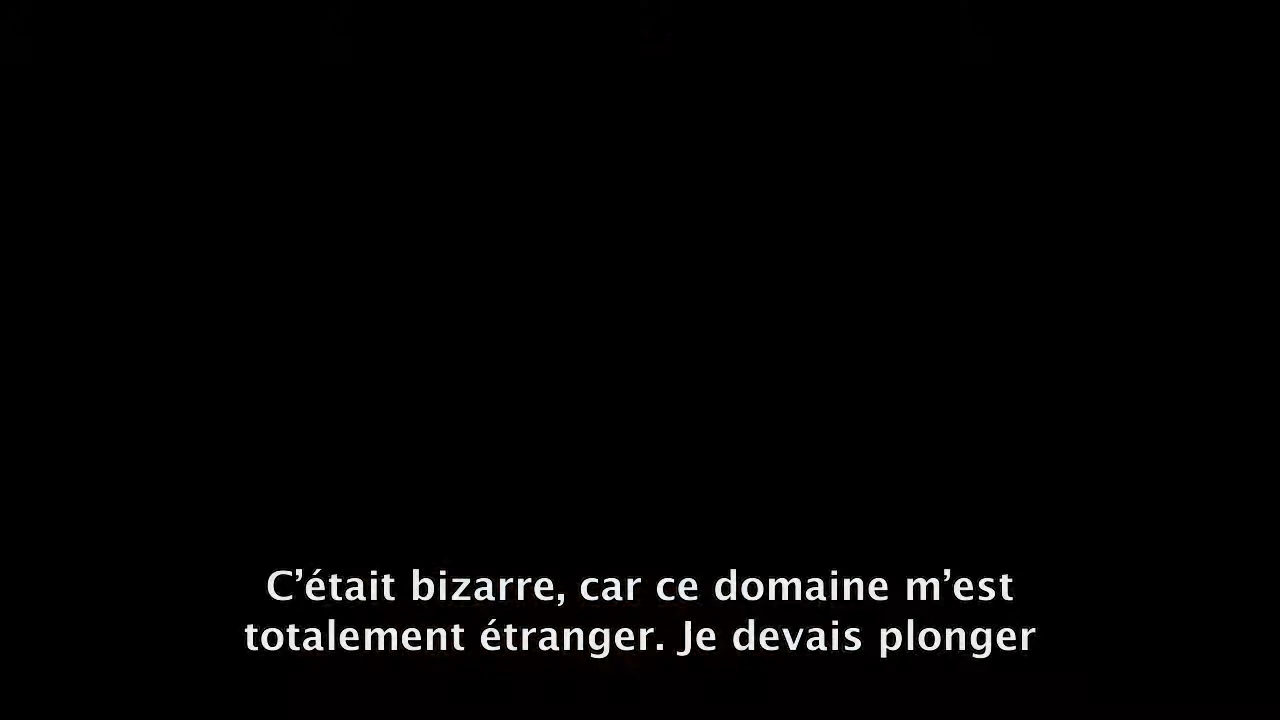 C’était bizarre, car ce domaine m’est
totalement étranger. Je devais plonger